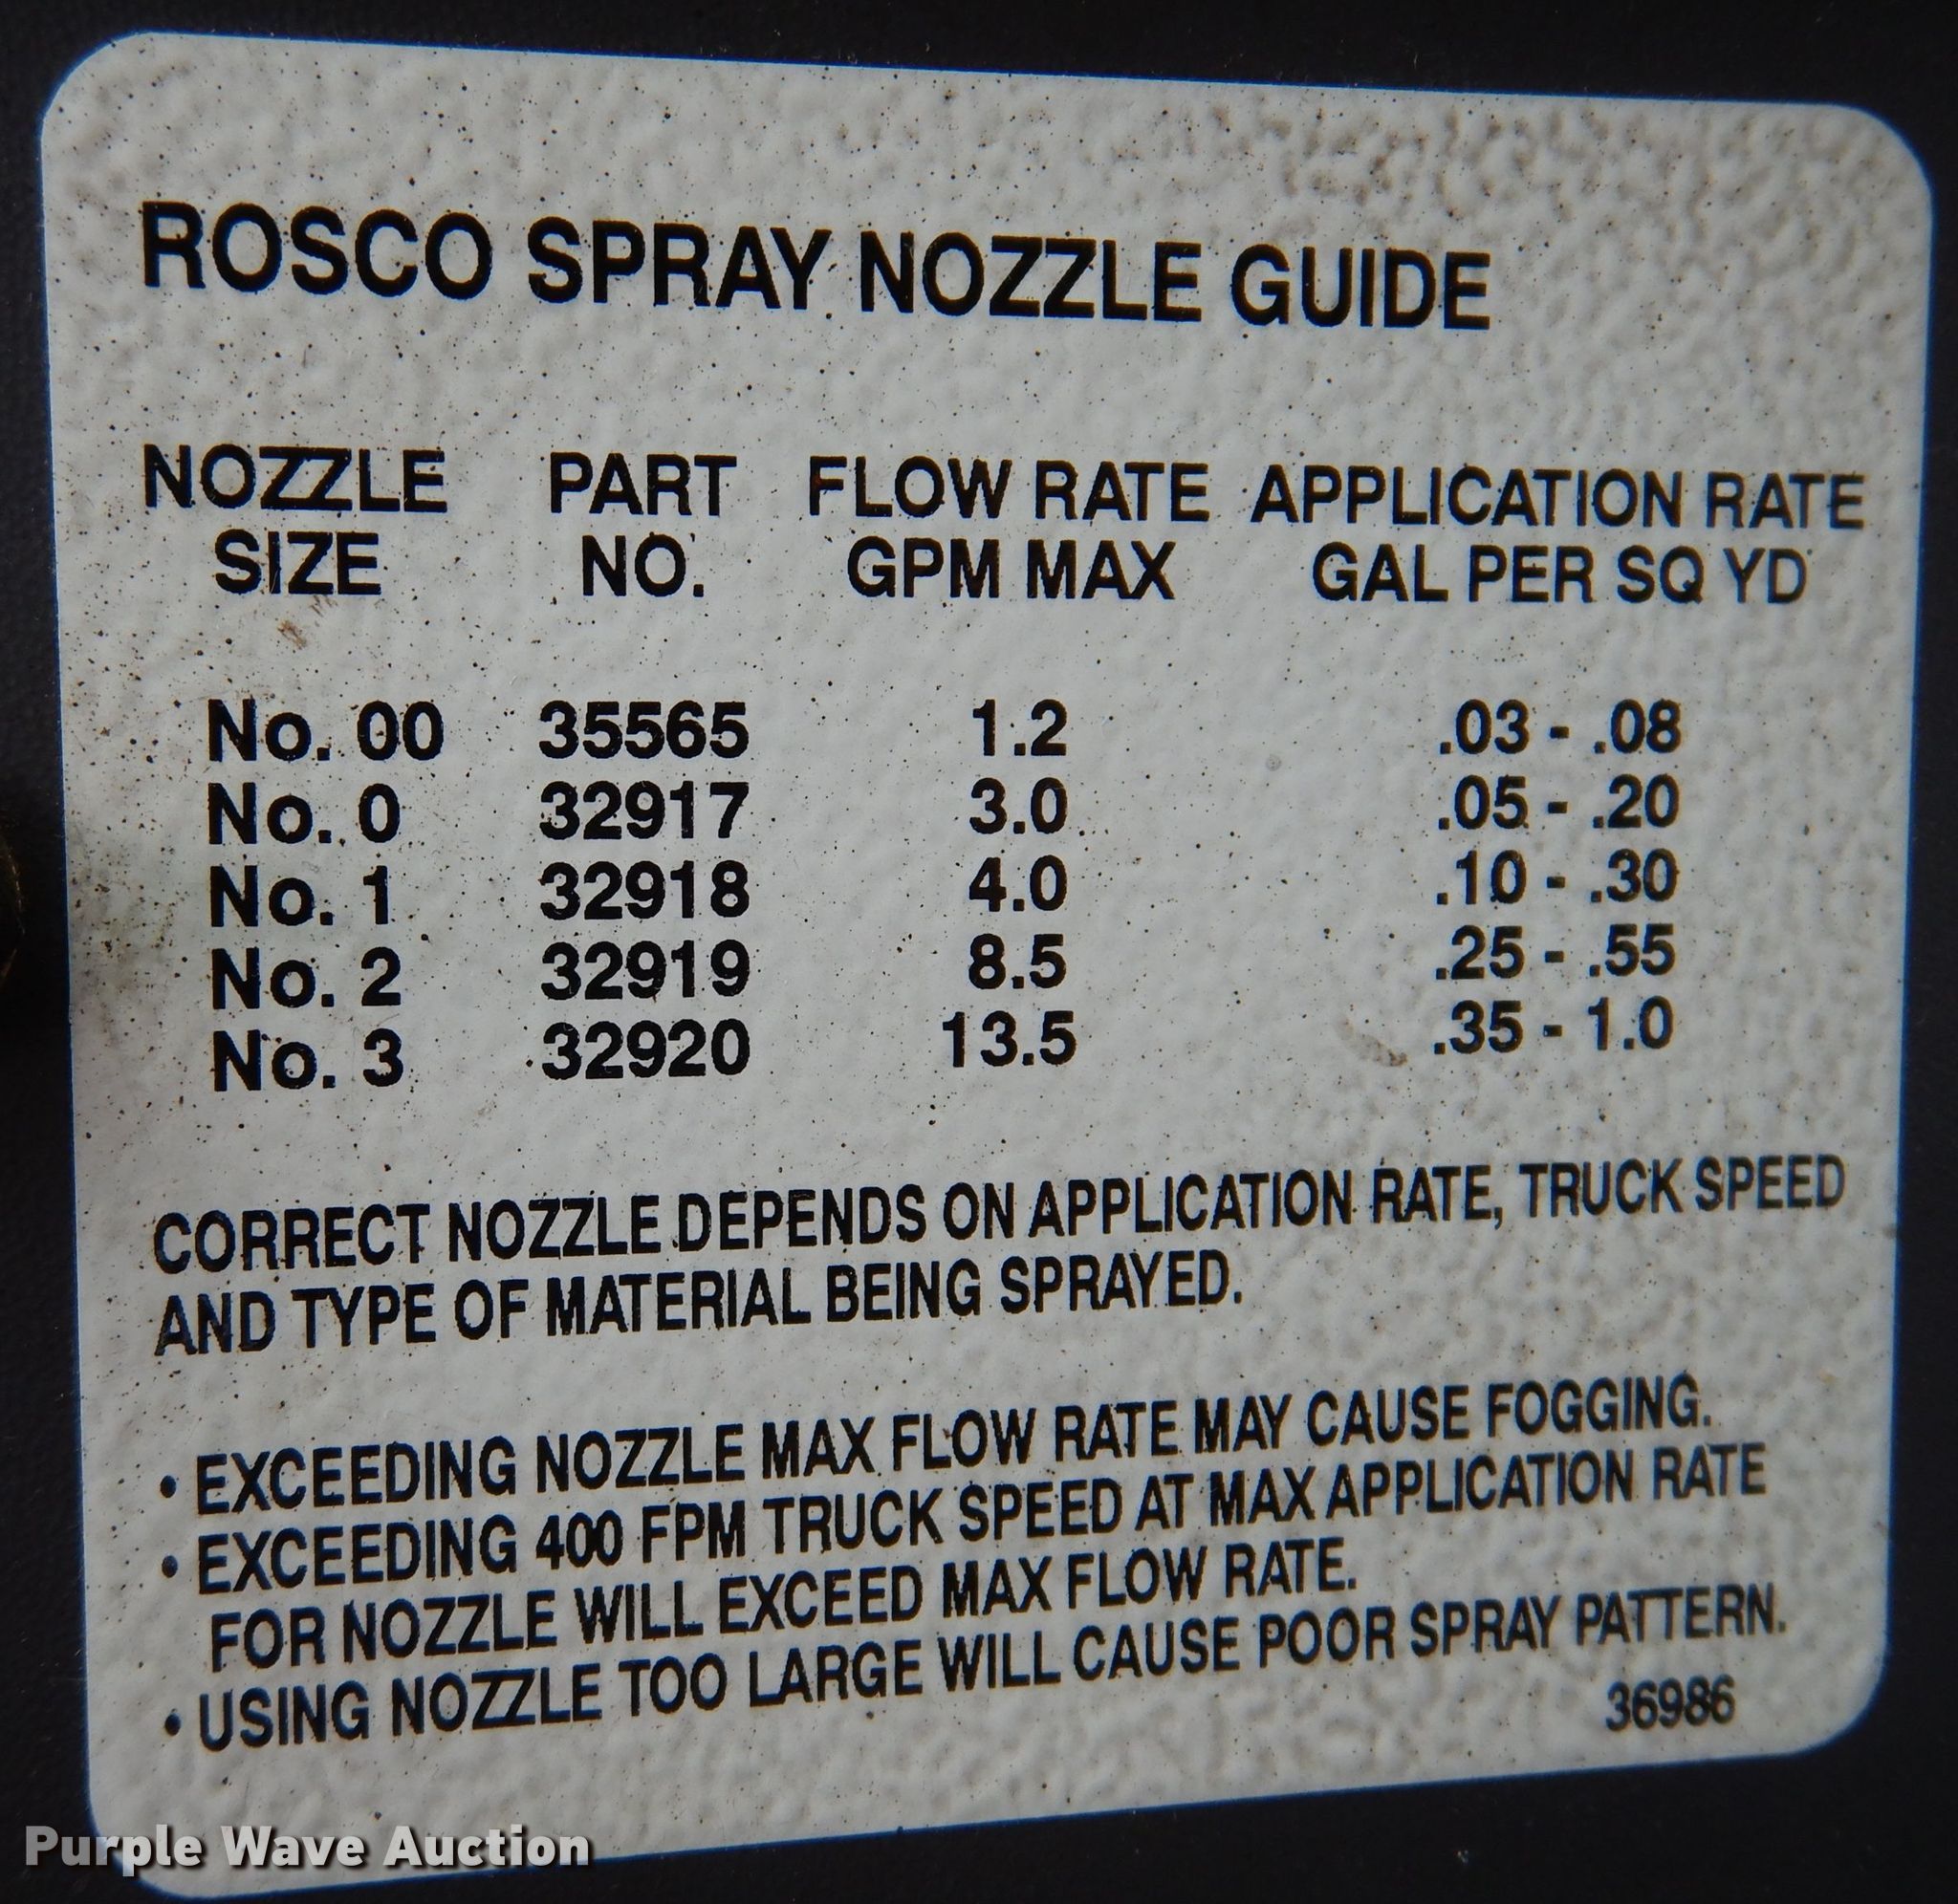 ROSCO SPRAY NOZZLE GUIDE
NOZZLE PART FLOW RATE APPLICATION RATE
SIZE NO. GPM MAX GAL PER SQ YD
No. 00 35565 1.2 .03 - .08
No. 0 32917 3.0 .05 - .20
No. 1 32918 4.0 .10 - .30
No. 2 32919 8.5 .25 - .55
No. 3 32920 13.5 .35 - 1.0
CORRECT NOZZLE DEPENDS ON APPLICATION RATE, TRUCK SPEED
AND TYPE OF MATERIAL BEING SPRAYED.
• EXCEEDING NOZZLE MAX FLOW RATE MAY CAUSE FOGGING.
• EXCEEDING 400 FPM TRUCK SPEED AT MAX APPLICATION RATE
FOR NOZZLE WILL EXCEED MAX FLOW RATE.
• USING NOZZLE TOO LARGE WILL CAUSE POOR SPRAY PATTERN.
36986
Purple Wave Auction